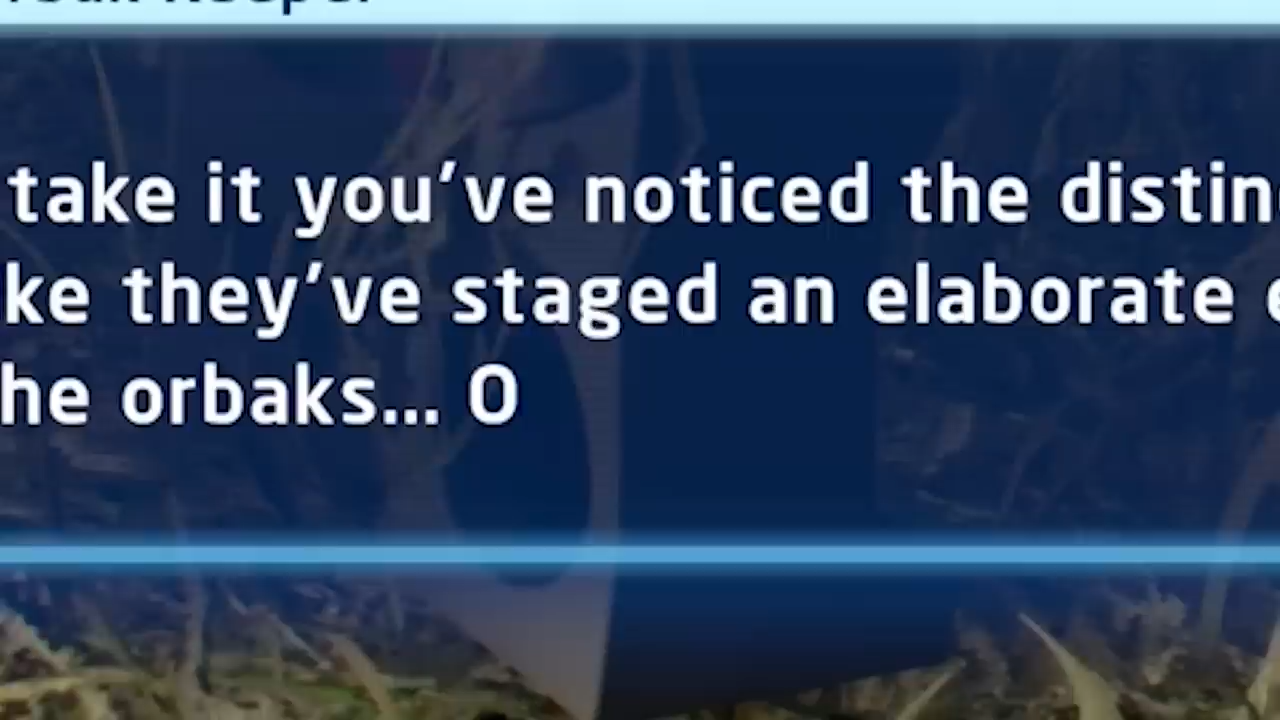 take it you've noticed the distin
ke they've staged an elaborate
he orbaks... O